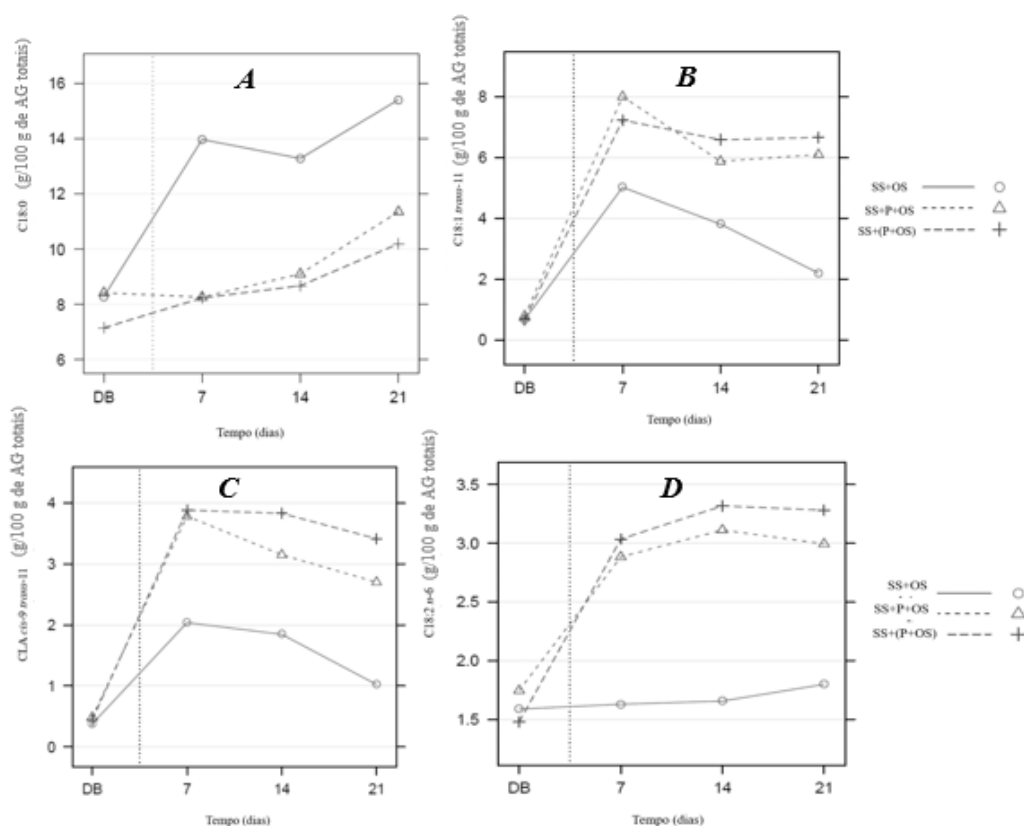 C18:0 (g/100 g de AG totais)
A
16
14
12
10
8
6
DB
7
14
21
Tempo (dias)
C18:1 trans-11 (g/100 g de AG totais)
B
8
6
4
2
0
DB
7
14
21
Tempo (dias)
SS+OS
SS+P+OS
SS+(P+OS)
CLA cis-9 trans-11 (g/100 g de AG totais)
C
4
3
2
1
0
DB
7
14
21
Tempo (dias)
C18:2 n-6 (g/100 g de AG totais)
D
3.5
3.0
2.5
2.0
1.5
DB
7
14
21
Tempo (dias)
SS+OS
SS+P+OS
SS+(P+OS)